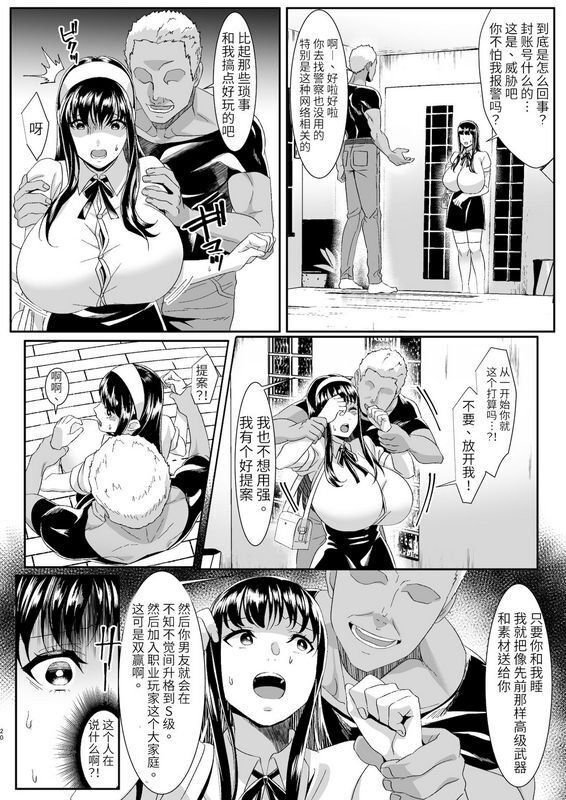 到底是怎么回事?
封账号什么的…
这是、威胁吧
你不怕我报警吗?
啊—、好啦好啦
你去找警察也没用的
特别是这种网络相关的
比起那些琐事
和我搞点好玩的吧
呀
从一开始你就
这个打算吗…?!
不要、放开我!
我也不想用强。
我有个好提案
提案?!
啊啊、
只要你和我睡
我就把像先前那样高级武器
和素材送给你
然后你男友就会在
不知不觉间升格到S级。
然后加入职业玩家这个大家庭。
这可是双赢啊。
这个人在
说什么啊?!
20